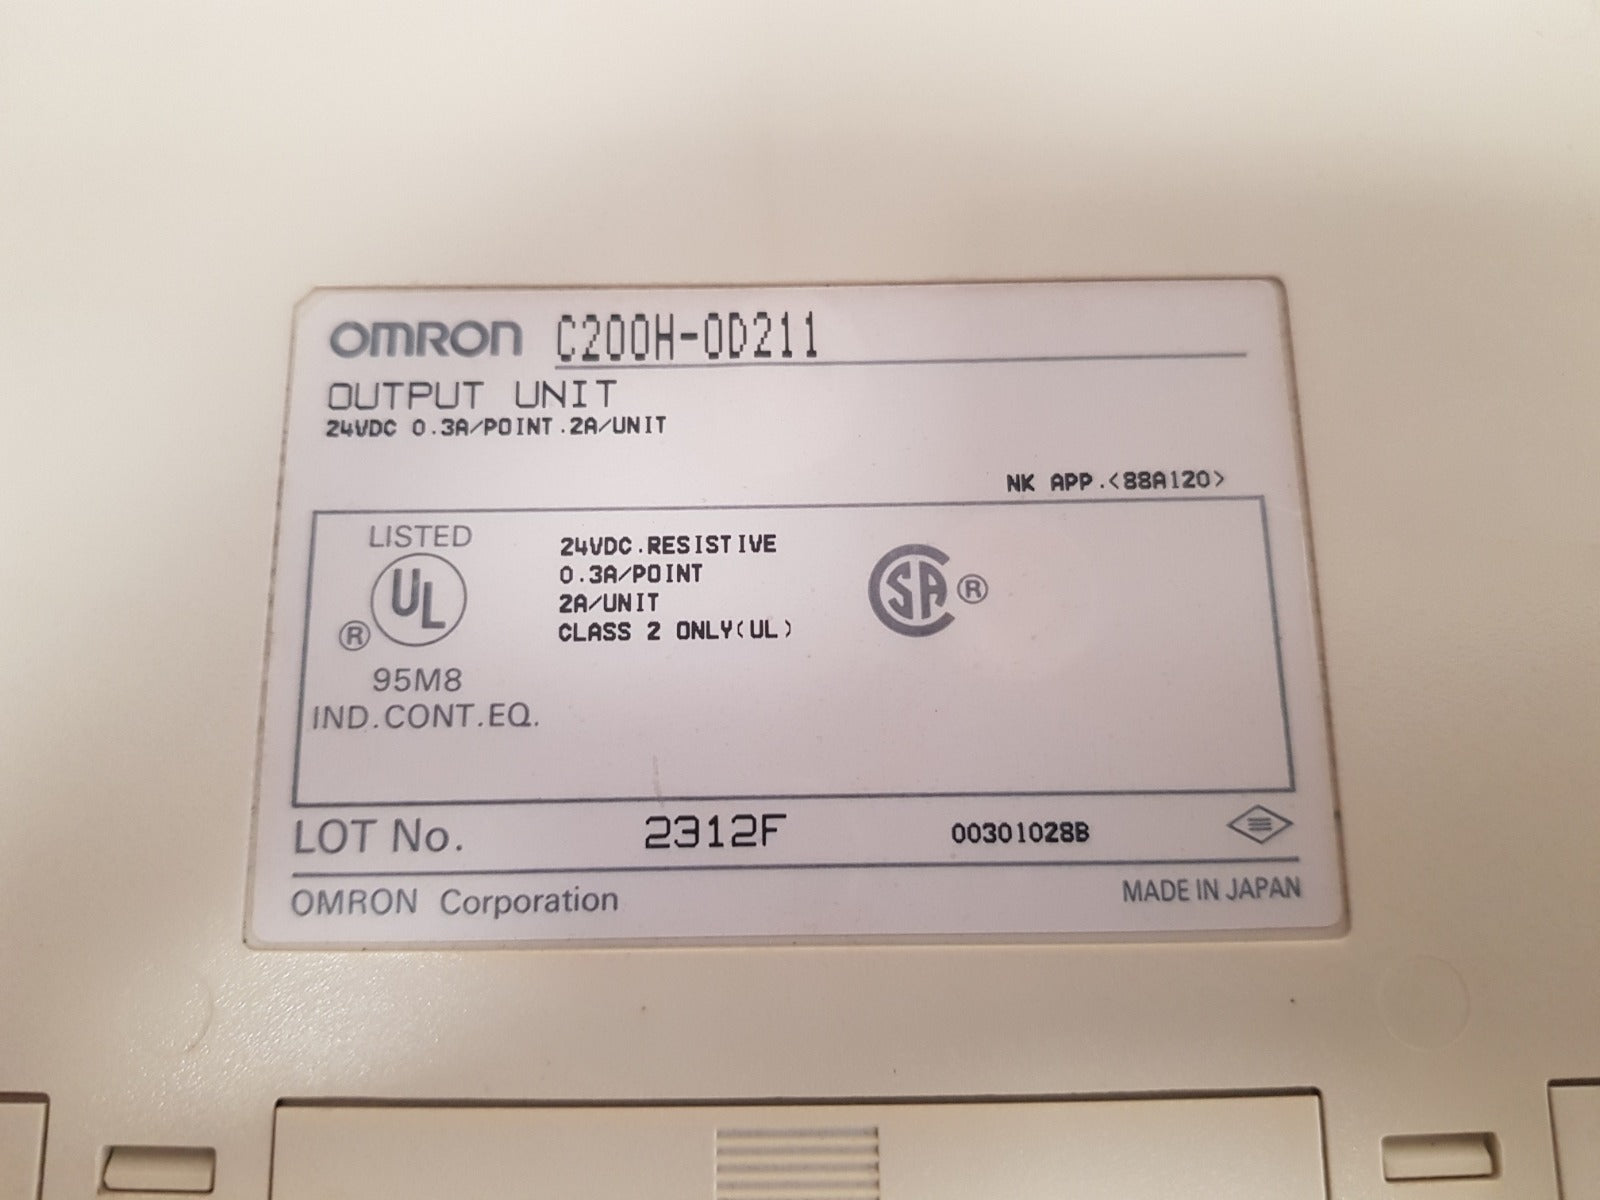 OMRON C200H-OD211
OUTPUT UNIT
24VDC 0.3A/POINT.2A/UNIT
NK APP.<88A120>
LISTED
UL
®
95M8
IND.CONT.EQ.
24VDC.RESISTIVE
0.3A/POINT
2A/UNIT
CLASS 2 ONLY(UL)
CSA ®
LOT No. 2312F 00301028B
OMRON Corporation MADE IN JAPAN